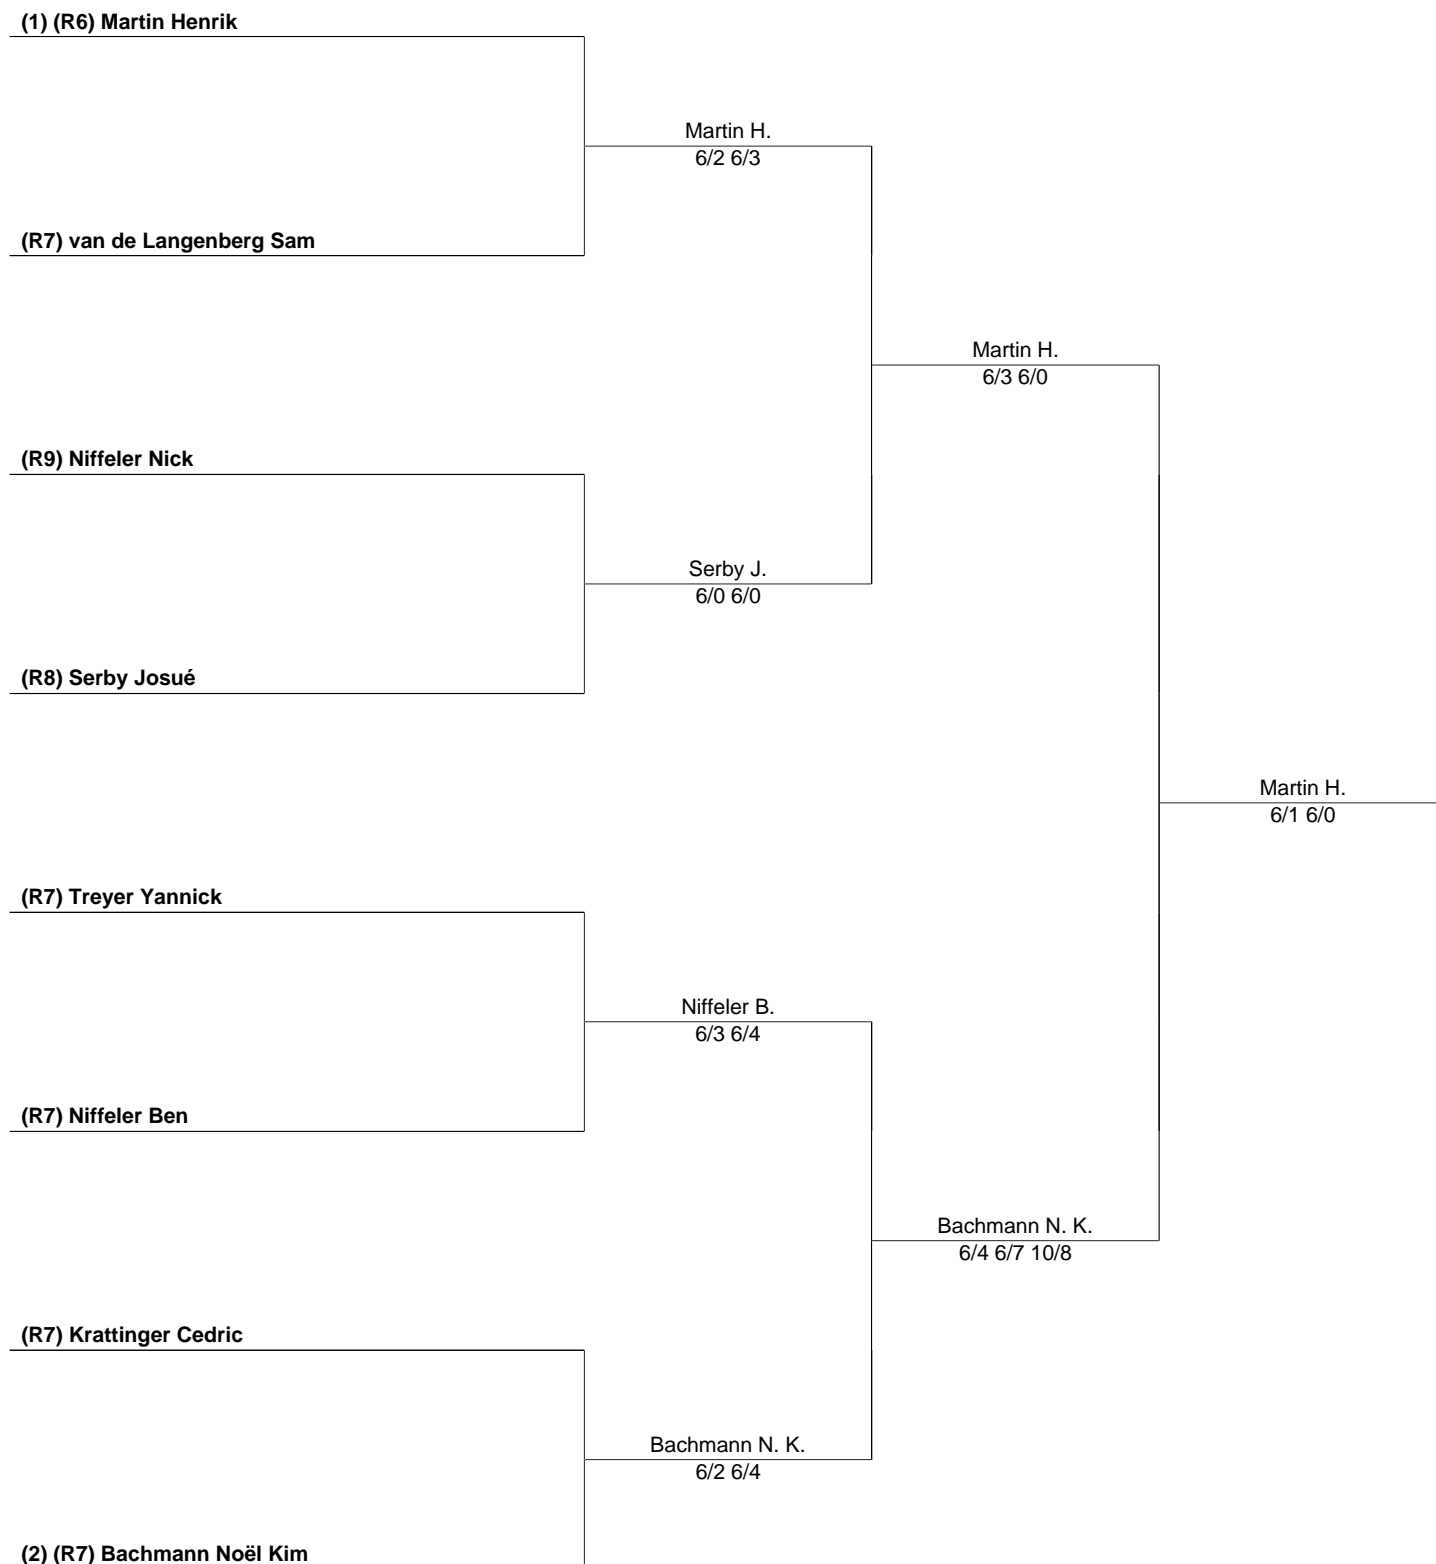 (1) (R6) Martin Henrik
Martin H.
6/2 6/3
(R7) van de Langenberg Sam
Martin H.
6/3 6/0
(R9) Niffeler Nick
Serby J.
6/0 6/0
(R8) Serby Josué
Martin H.
6/1 6/0
(R7) Treyer Yannick
Niffeler B.
6/3 6/4
(R7) Niffeler Ben
Bachmann N. K.
6/4 6/7 10/8
(R7) Krattinger Cedric
Bachmann N. K.
6/2 6/4
(2) (R7) Bachmann Noël Kim